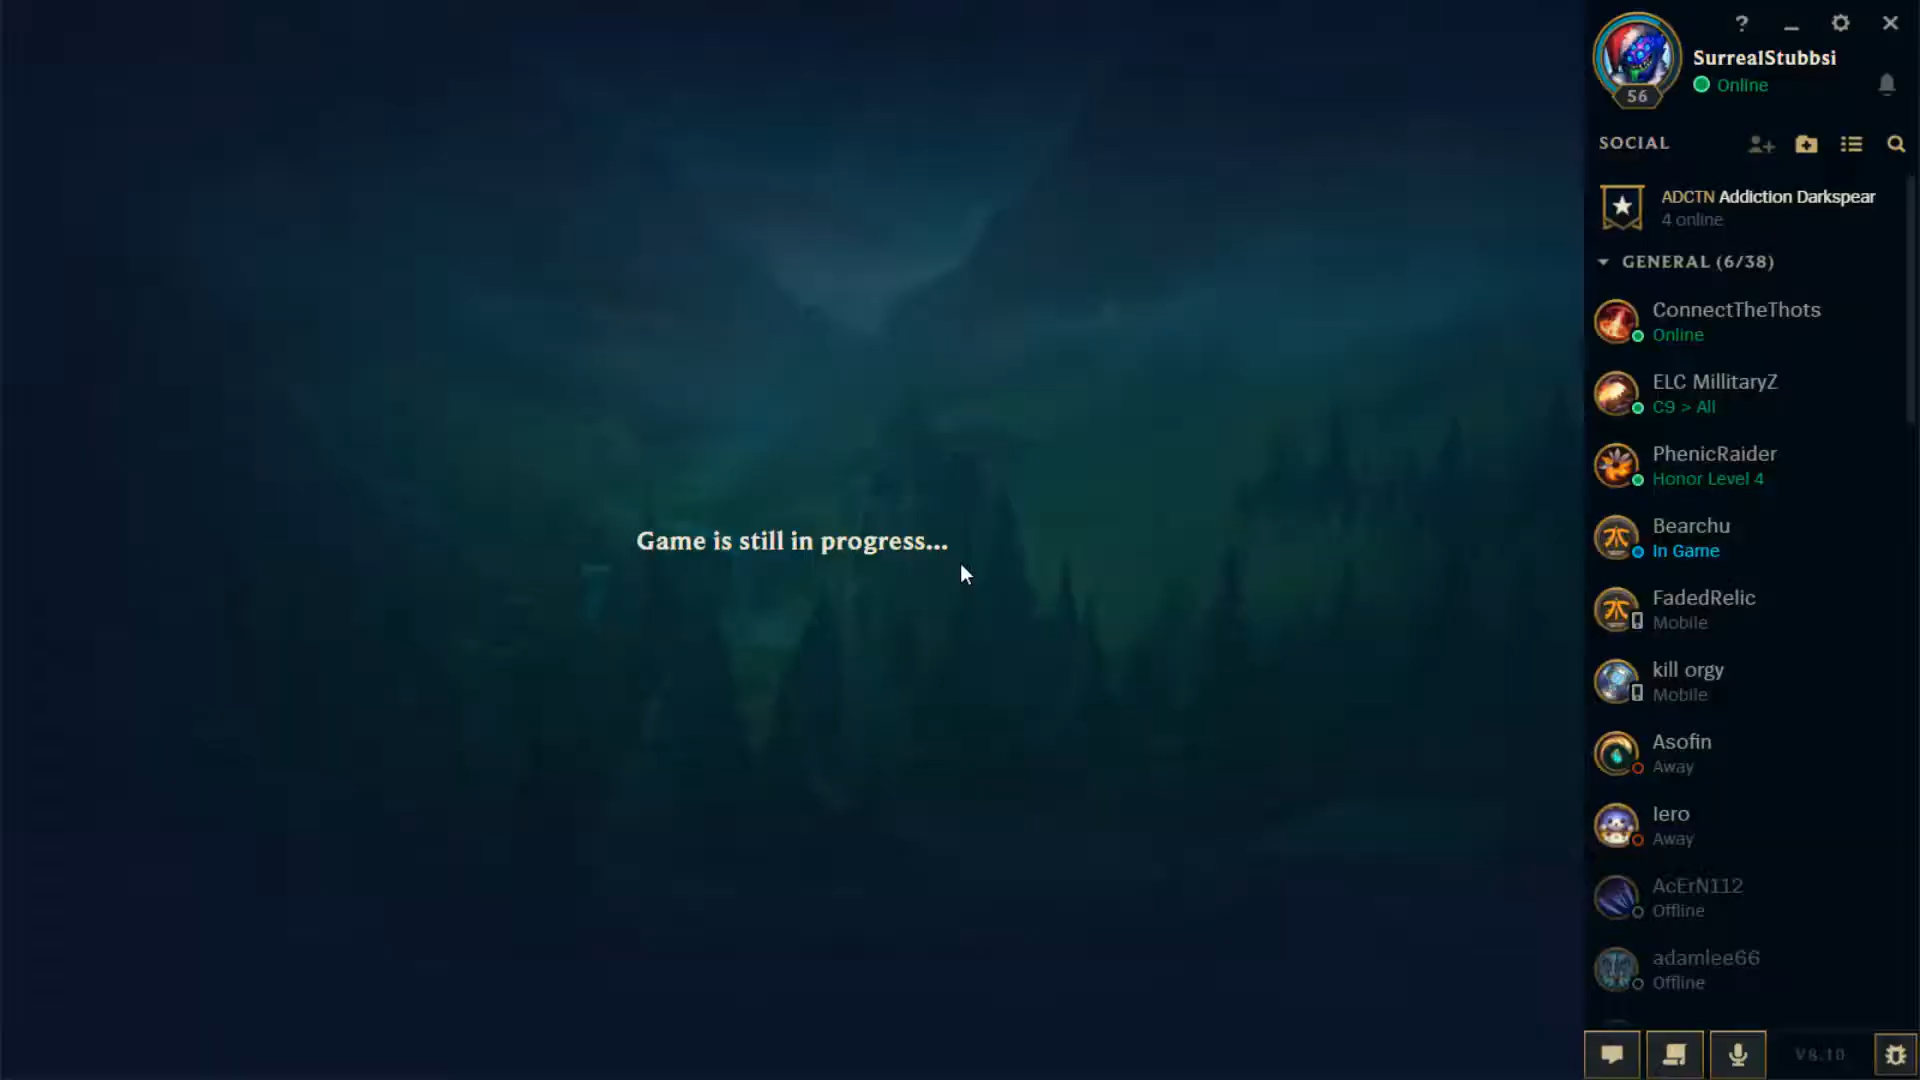 SurrealStubbsi
Online
56
SOCIAL
ADCTN Addiction Darkspear
4 online
GENERAL (6/38)
ConnectTheThots
Online
ELC MillitaryZ
C9 > All
PhenicRaider
Honor Level 4
Bearchu
In Game
FadedRelic
Mobile
kill orgy
Mobile
Asofin
Away
Iero
Away
AcErN112
Offline
adamlee66
Offline
Game is still in progress...
V8.10